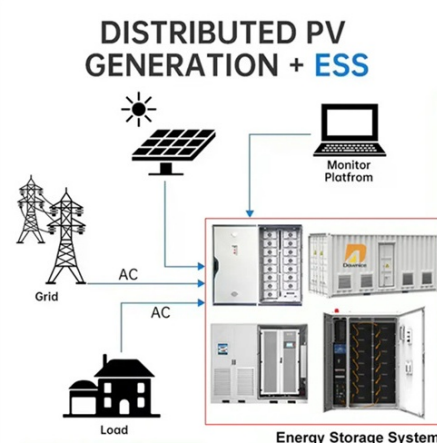 DISTRIBUTED PV
GENERATION + ESS
Monitor
Platfrom
AC
Grid
AC
Load
Energy Storage System